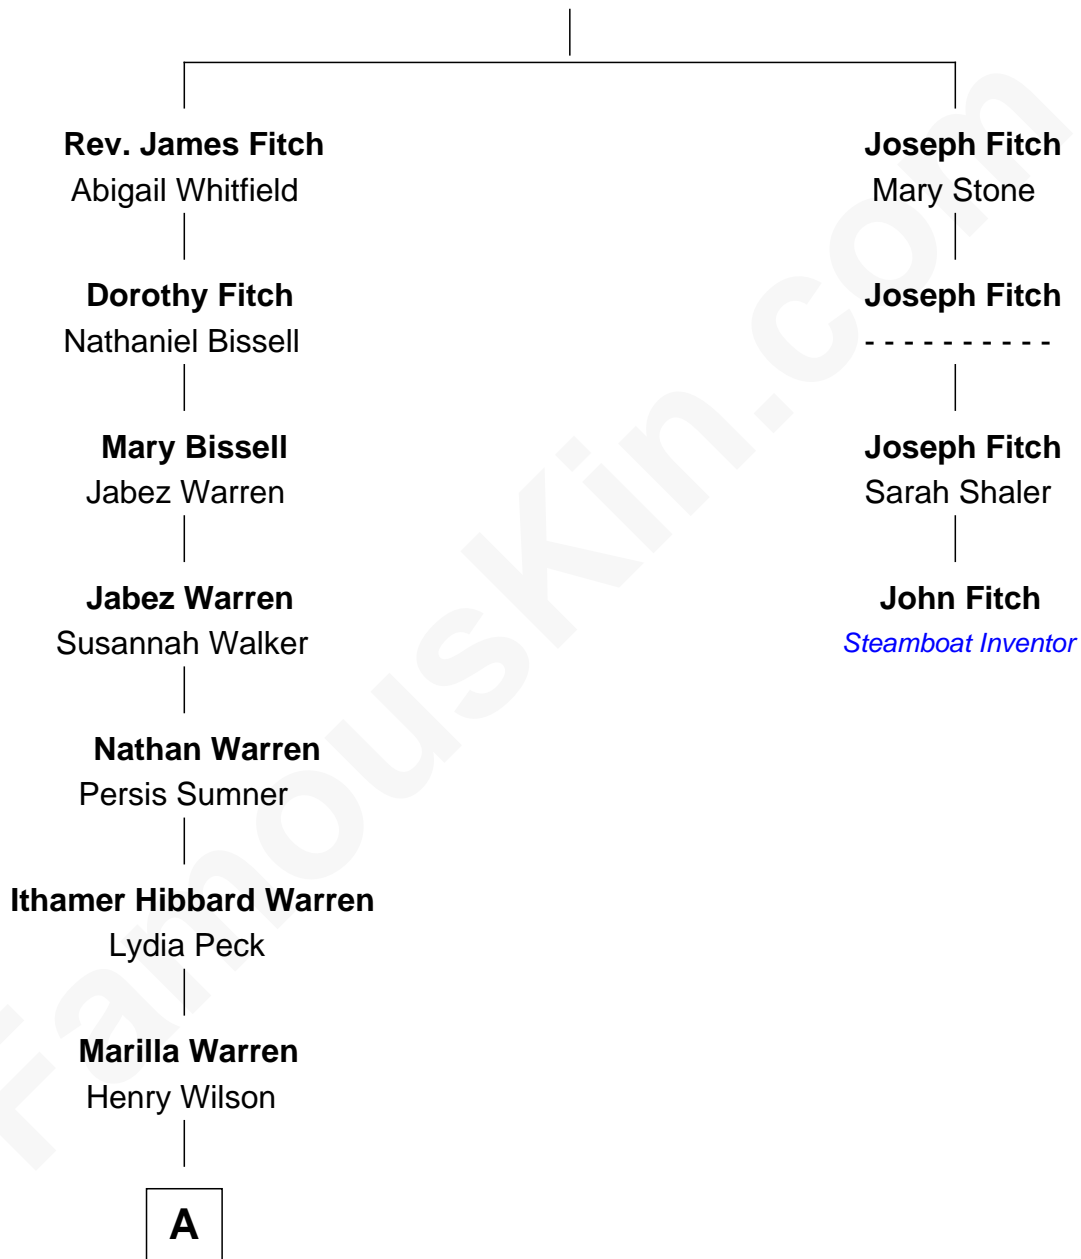 Rev. James Fitch
Abigail Whitfield
Dorothy Fitch
Nathaniel Bissell
Mary Bissell
Jabez Warren
Jabez Warren
Susannah Walker
Nathan Warren
Persis Sumner
Ithamer Hibbard Warren
Lydia Peck
Marilla Warren
Henry Wilson
A
Joseph Fitch
Mary Stone
Joseph Fitch
- - - - - - - - - -
Joseph Fitch
Sarah Shaler
John Fitch
Steamboat Inventor
FamousKin.com